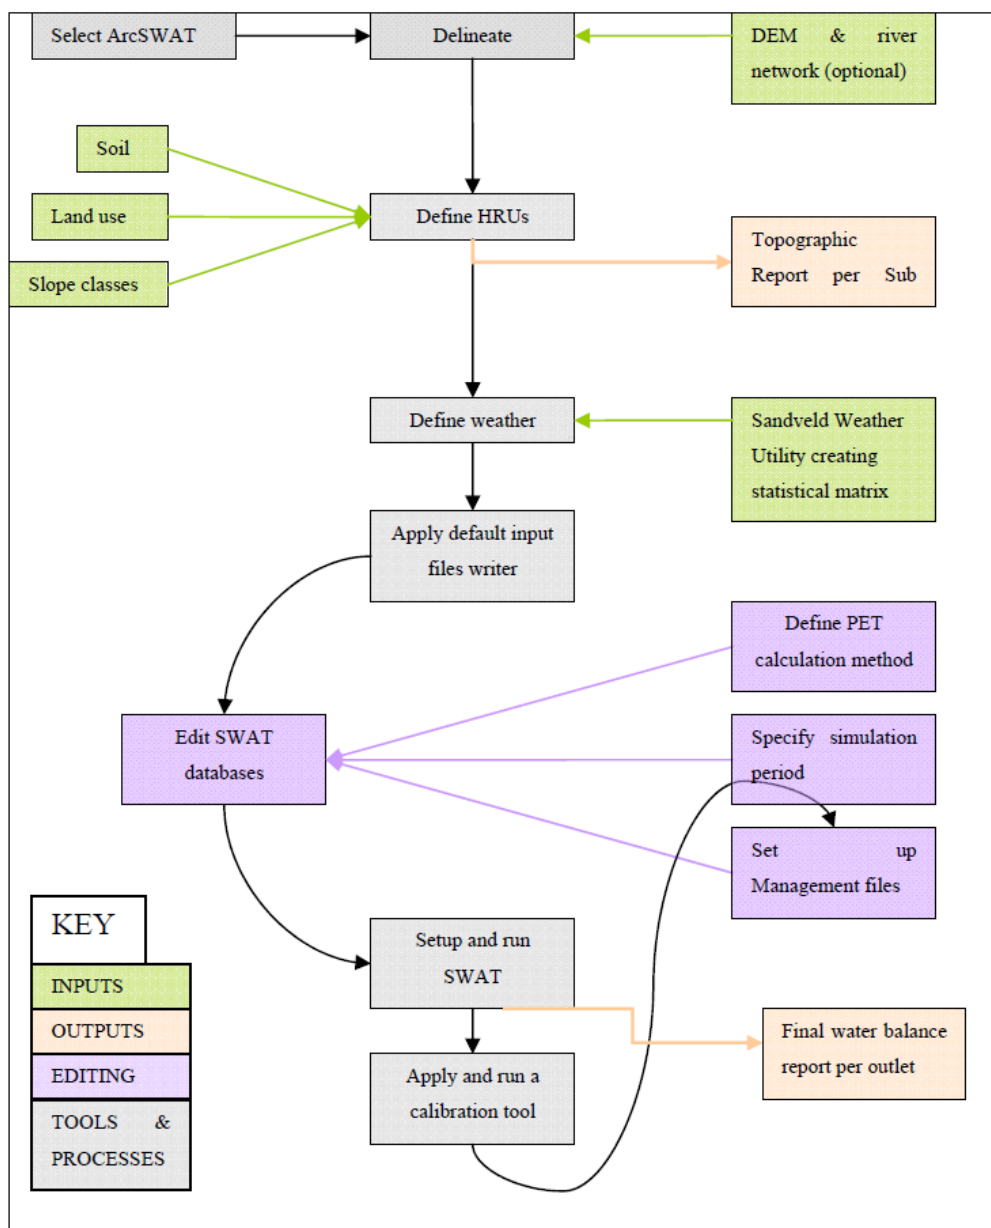 Select ArcSWAT
Delineate
DEM & river
network (optional)
Soil
Land use
Slope classes
Define HRUs
Topographic
Report per Sub
Define weather
Sandveld Weather
Utility creating
statistical matrix
Apply default input
files writer
Define PET
calculation method
Edit SWAT
databases
Specify simulation
period
Set up
Management files
Setup and run
SWAT
Final water balance
report per outlet
Apply and run a
calibration tool
KEY
INPUTS
OUTPUTS
EDITING
TOOLS &
PROCESSES